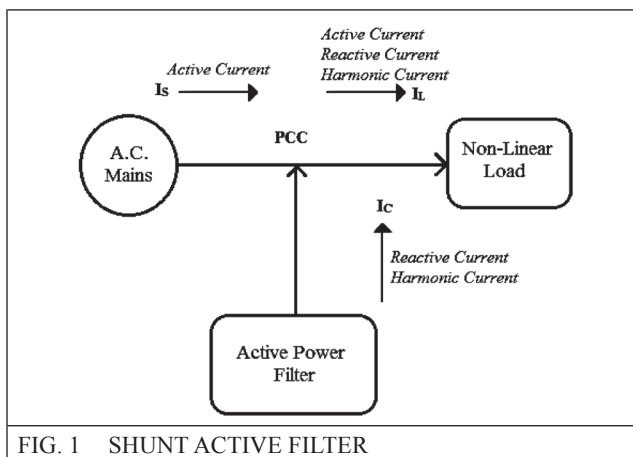 Active Current
Reactive Current
Harmonic Current
Active Current
IS
IL
PCC
A.C.
Mains
Non-Linear
Load
IC
Reactive Current
Harmonic Current
Active Power
Filter
FIG. 1 SHUNT ACTIVE FILTER